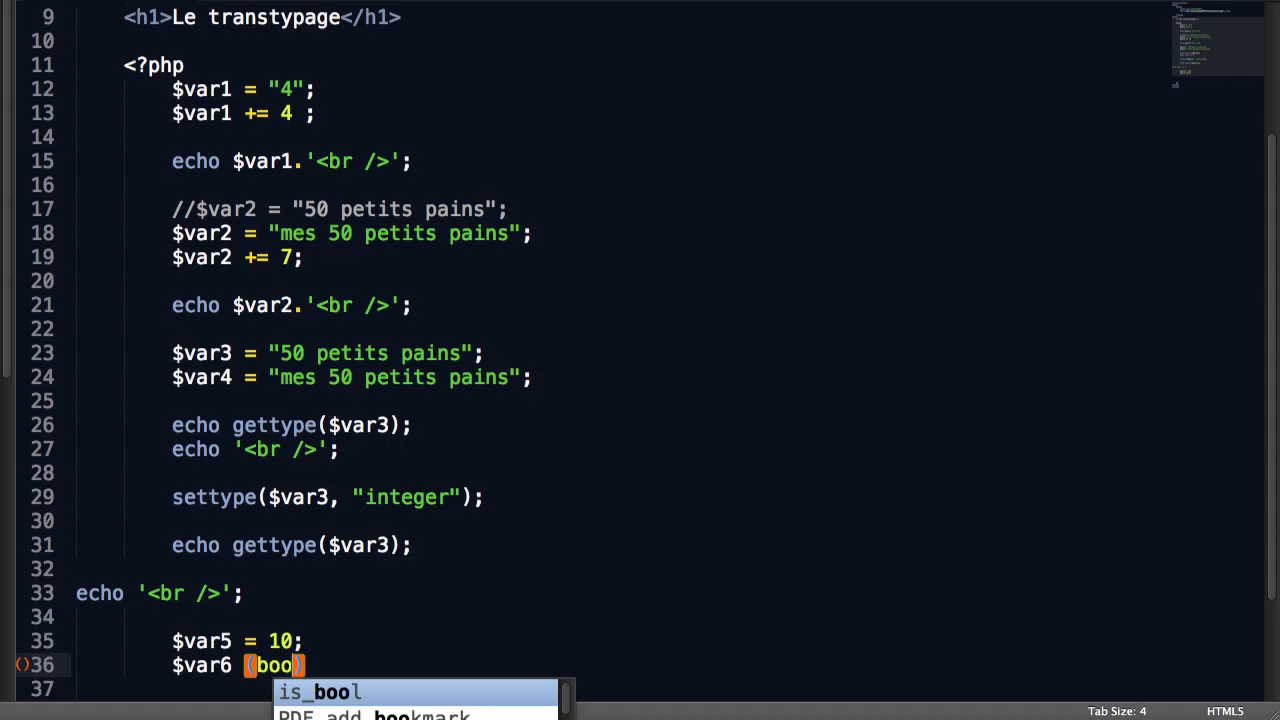 9 <h1>Le transtypage</h1>
10
11 <?php
12 $var1 = "4";
13 $var1 += 4 ;
14
15 echo $var1.'<br />';
16
17 //$var2 = "50 petits pains";
18 $var2 = "mes 50 petits pains";
19 $var2 += 7;
20
21 echo $var2.'<br />';
22
23 $var3 = "50 petits pains";
24 $var4 = "mes 50 petits pains";
25
26 echo gettype($var3);
27 echo '<br />';
28
29 settype($var3, "integer");
30
31 echo gettype($var3);
32
33 echo '<br />';
34
35 $var5 = 10;
()36 $var6 (boo)
is_bool
37
PDF_add_bookmark
Tab Size: 4 HTML5